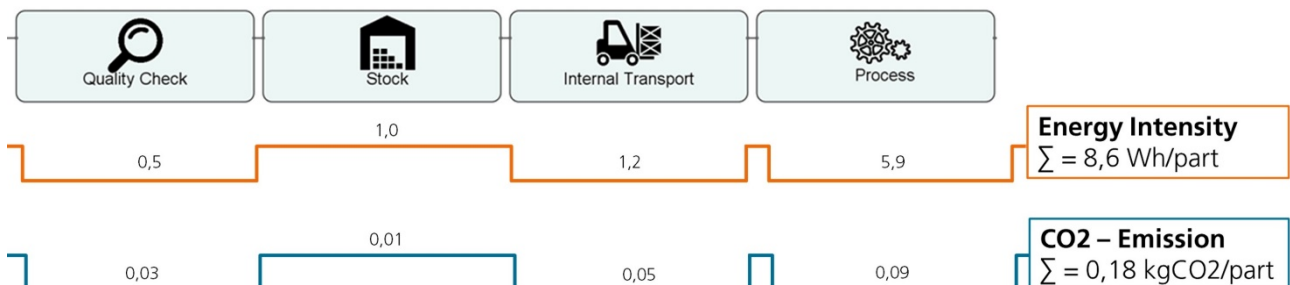 Quality Check
Stock
Internal Transport
Process
1,0
0,5
1,2
5,9
Energy Intensity
∑ = 8,6 Wh/part
0,01
0,03
0,05
0,09
CO2 – Emission
∑ = 0,18 kgCO2/part